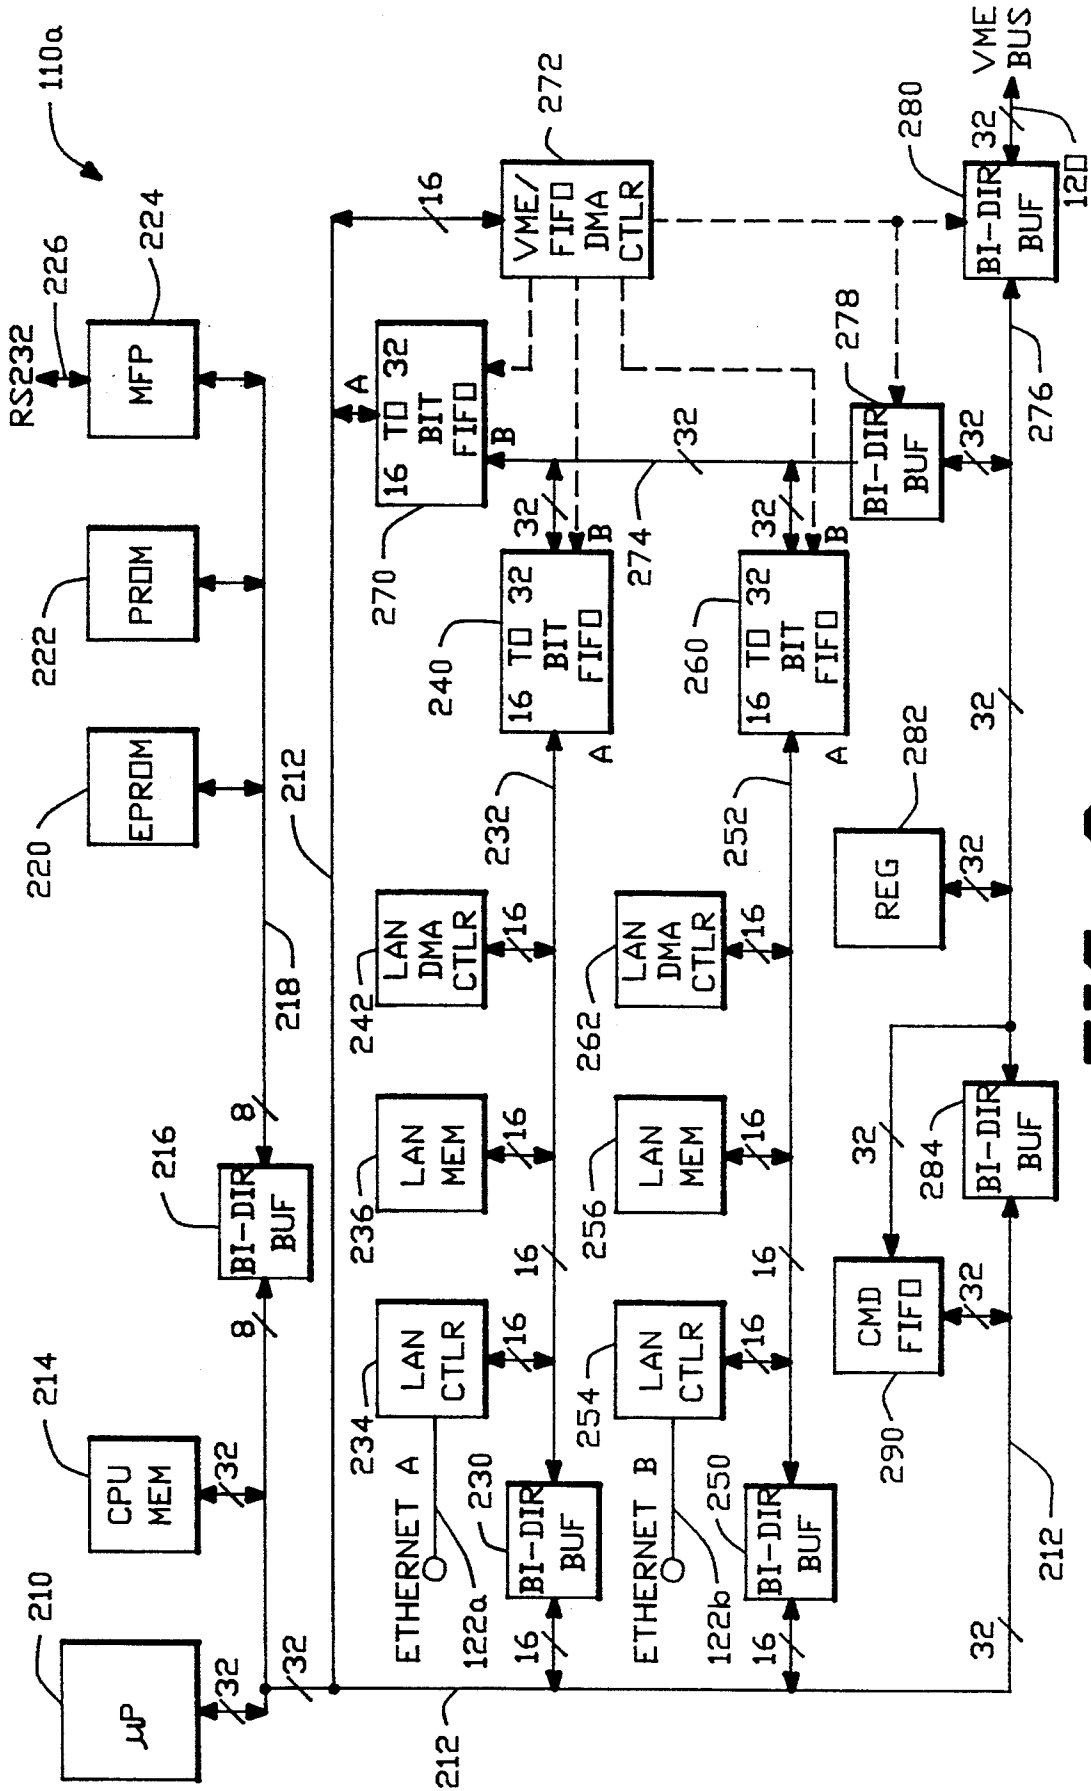 110a
210
µP
32
214
CPU
MEM
32
8
216
BI-DIR
BUF
8
218
220
EPROM
222
PROM
RS232
226
224
MFP
32
212
212
ETHERNET A
122a
234
LAN
CTLR
16
236
LAN
MEM
16
242
LAN
DMA
CTLR
16
16
230
BI-DIR
BUF
16
232
A
240
16 TO 32
BIT
FIFO
B
32
270
16 TO 32
BIT
FIFO
A
B
16
272
VME/
FIFO
DMA
CTLR
274
32
ETHERNET B
122b
254
LAN
CTLR
16
256
LAN
MEM
16
262
LAN
DMA
CTLR
16
16
250
BI-DIR
BUF
16
252
A
260
16 TO 32
BIT
FIFO
B
32
278
BI-DIR
BUF
32
290
CMD
FIFO
32
32
282
REG
32
32
212
32
284
BI-DIR
BUF
32
276
280
BI-DIR
BUF
32
120
VME
BUS